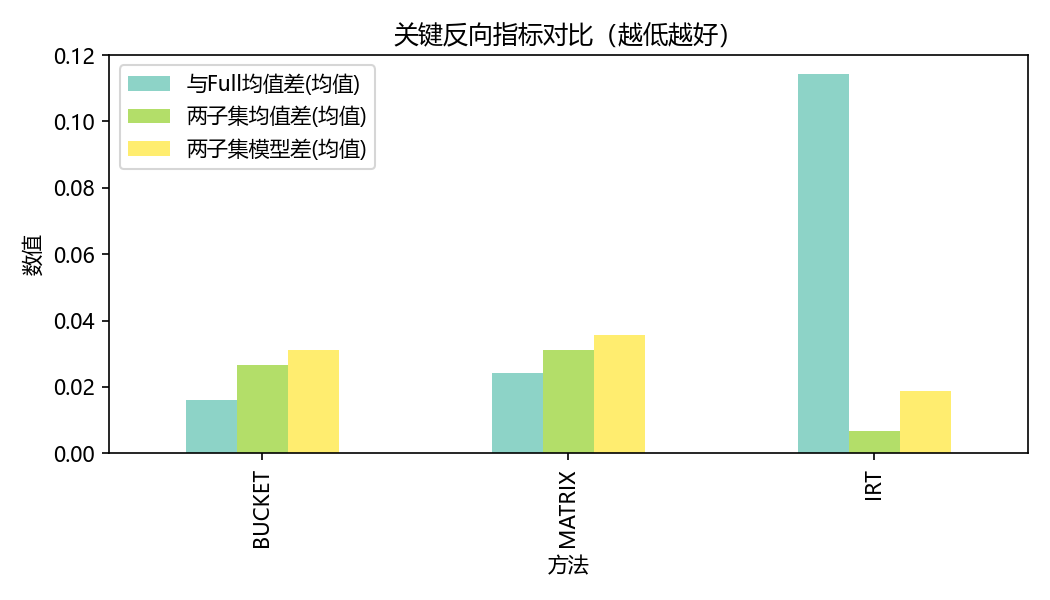 关键反向指标对比（越低越好）
与Full均值差(均值)
两子集均值差(均值)
两子集模型差(均值)
数值
0.12
0.10
0.08
0.06
0.04
0.02
0.00
BUCKET
MATRIX
IRT
方法